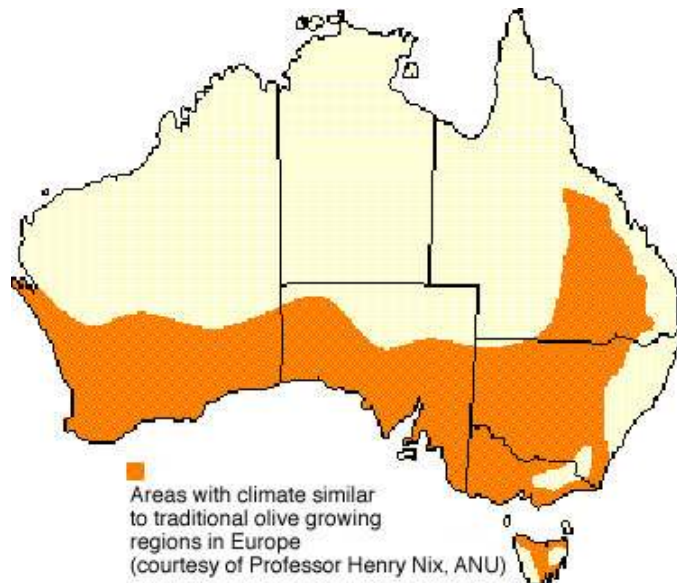 Areas with climate similar
to traditional olive growing
regions in Europe
(courtesy of Professor Henry Nix, ANU)